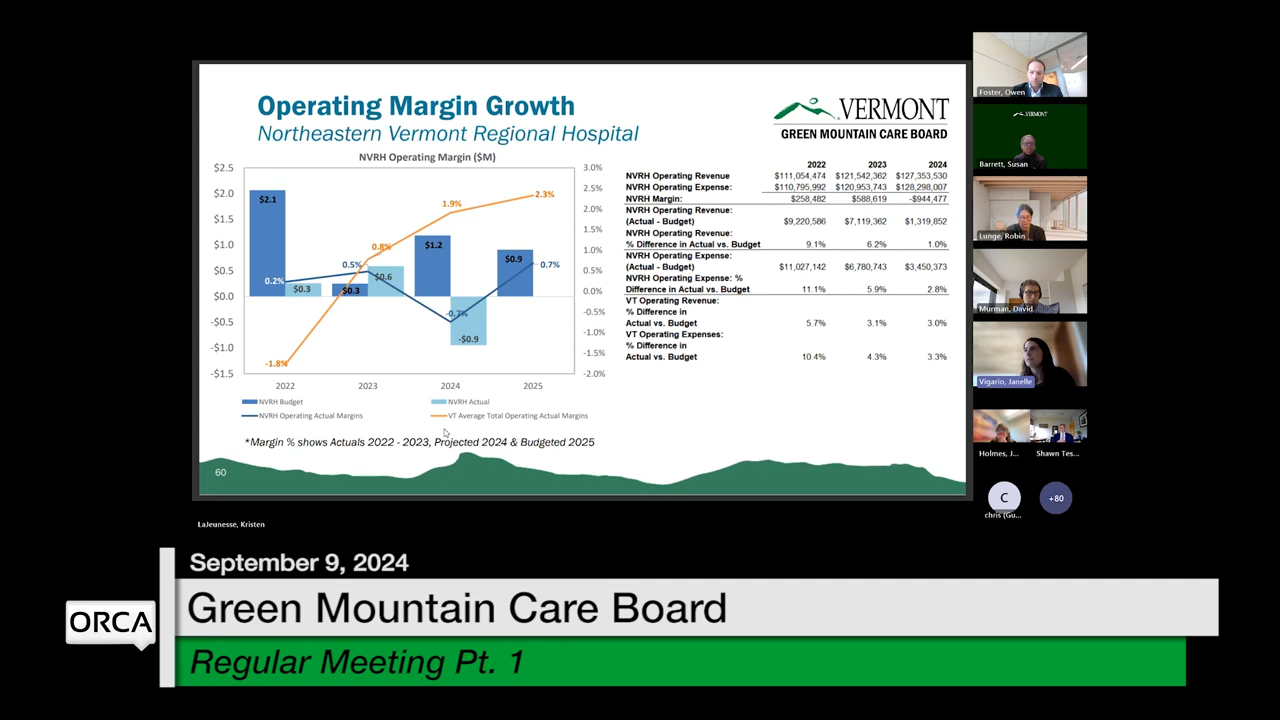 Operating Margin Growth
Northeastern Vermont Regional Hospital
VERMONT
GREEN MOUNTAIN CARE BOARD
NVRH Operating Margin ($M)
$2.5
$2.0
$1.5
$1.0
$0.5
$0.0
-$0.5
-$1.0
-$1.5
3.0%
2.5%
2.0%
1.5%
1.0%
0.5%
0.0%
-0.5%
-1.0%
-1.5%
-2.0%
$2.1
0.2%
$0.3
-1.8%
0.5%
0.8%
$0.6
$0.3
1.9%
$1.2
-0.7%
-$0.9
2.3%
$0.9
0.7%
2022 2023 2024 2025
NVRH Budget
NVRH Actual
NVRH Operating Actual Margins
VT Average Total Operating Actual Margins
*Margin % shows Actuals 2022 - 2023, Projected 2024 & Budgeted 2025
60
2022 2023 2024
NVRH Operating Revenue $111,054,474 $121,542,362 $127,353,530
NVRH Operating Expense: $110,795,992 $120,953,743 $128,298,007
NVRH Margin: $258,482 $588,619 -$944,477
NVRH Operating Revenue:
(Actual - Budget) $9,220,586 $7,119,362 $1,319,852
NVRH Operating Revenue:
% Difference in Actual vs. Budget 9.1% 6.2% 1.0%
NVRH Operating Expense:
(Actual - Budget) $11,027,142 $6,780,743 $3,450,373
NVRH Operating Expense: %
Difference in Actual vs. Budget 11.1% 5.9% 2.8%
VT Operating Revenue:
% Difference in
Actual vs. Budget 5.7% 3.1% 3.0%
VT Operating Expenses:
% Difference in
Actual vs. Budget 10.4% 4.3% 3.3%
Foster, Owen
VERMONT
Barrett, Susan
Lunge, Robin
Murman, David
Vigario, Janelle
Holmes, J...
Shawn Tes...
C
chris (Gu...
+80
LaJeunesse, Kristen
September 9, 2024
ORCA
Green Mountain Care Board
Regular Meeting Pt. 1